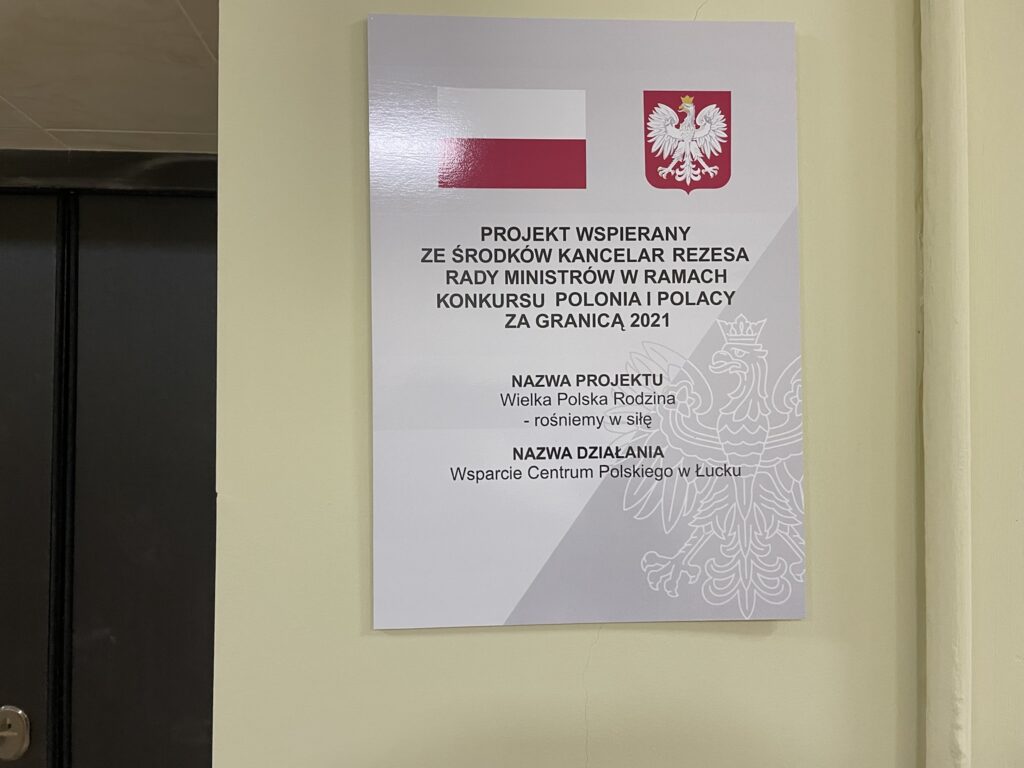 PROJEKT WSPIERANY
ZE ŚRODKÓW KANCELAR REZESA
RADY MINISTRÓW W RAMACH
KONKURSU POLONIA I POLACY
ZA GRANICĄ 2021
NAZWA PROJEKTU
Wielka Polska Rodzina
- rośniemy w siłę
NAZWA DZIAŁANIA
Wsparcie Centrum Polskiego w Łucku